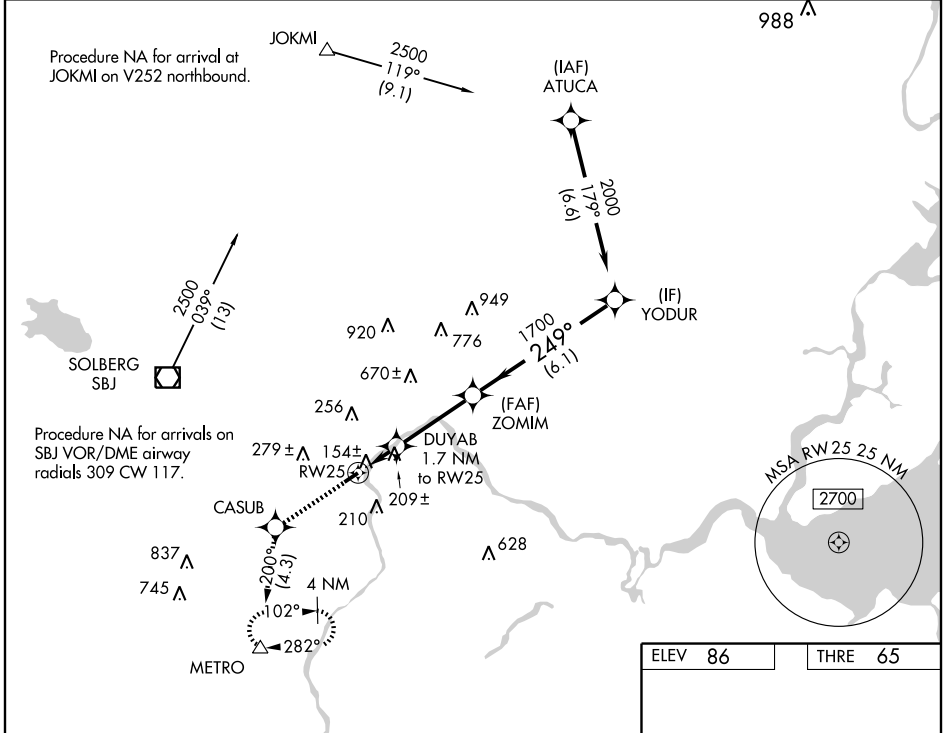 988
JOKMI
Procedure NA for arrival at
JOKMI on V252 northbound.
2500
119°
(9.1)
(IAF)
ATUCA
2000
179°
(6.6)
2500
039°
(13)
(IF)
YODUR
949
920
776
1700
249°
(6.1)
SOLBERG
SBJ
670±
(FAF)
ZOMIM
256
Procedure NA for arrivals on
SBJ VOR/DME airway
radials 309 CW 117.
279±
154±
DUYAB
1.7 NM
to RW25
RW25
209±
MSA RW25 25 NM
2700
CASUB
210
628
837
200°
(4.3)
745
4 NM
102°
282°
METRO
ELEV 86
THRE 65